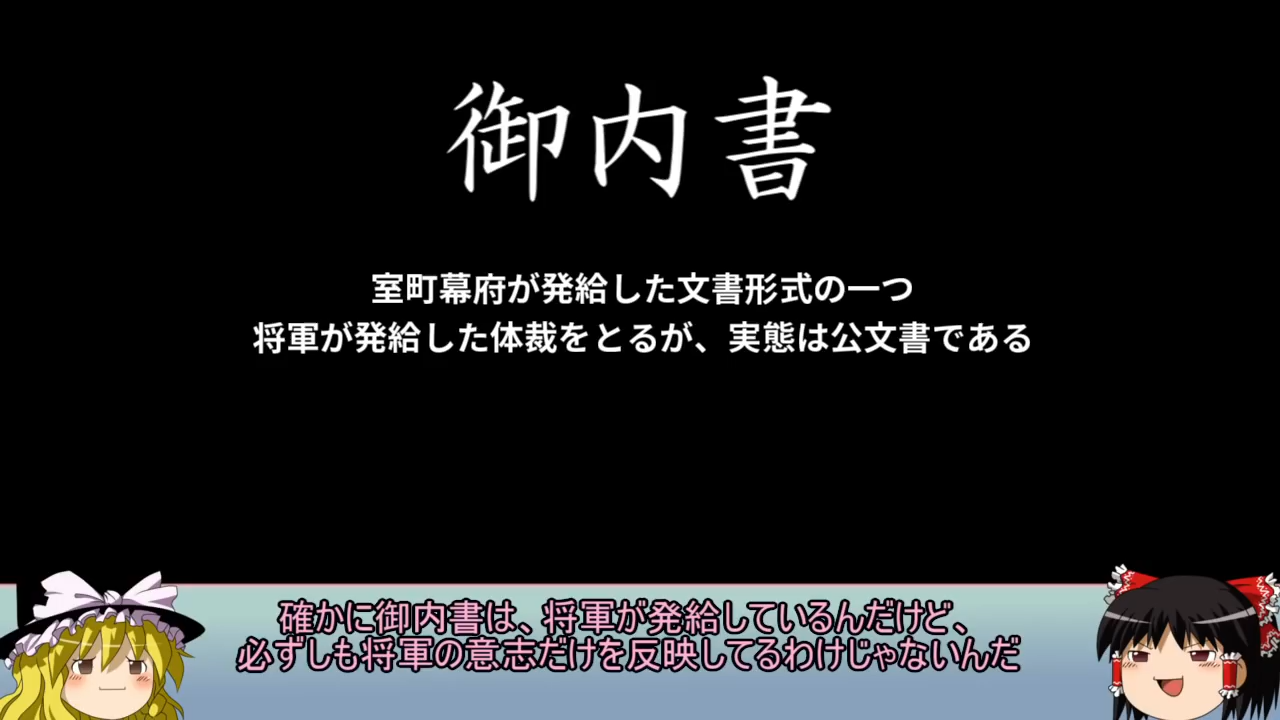 御内書
室町幕府が発給した文書形式の一つ
将軍が発給した体裁をとるが、実態は公文書である
確かに御内書は、将軍が発給しているんだけど、
必ずしも将軍の意志だけを反映してるわけじゃないんだ